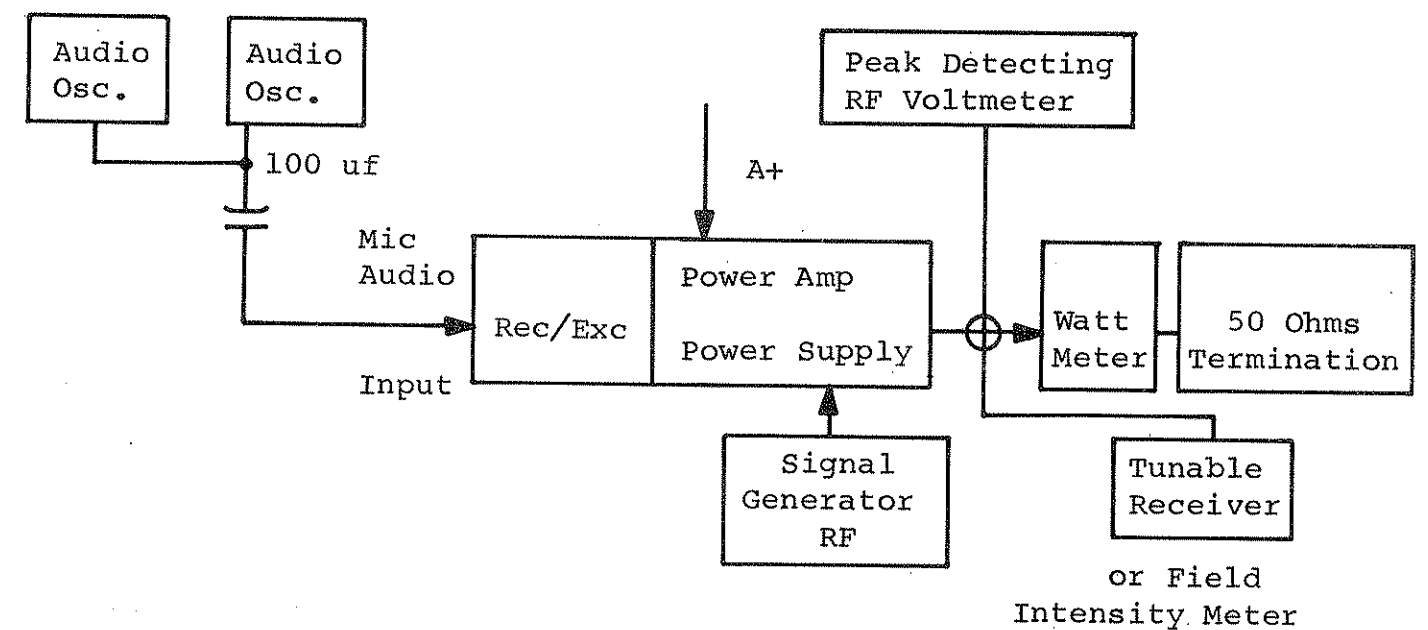 Audio
Osc.
Audio
Osc.
100 uf
Peak Detecting
RF Voltmeter
A+
Mic
Audio
Input
Rec/Exc
Power Amp
Power Supply
Watt
Meter
50 Ohms
Termination
Signal
Generator
RF
Tunable
Receiver
or Field
Intensity Meter